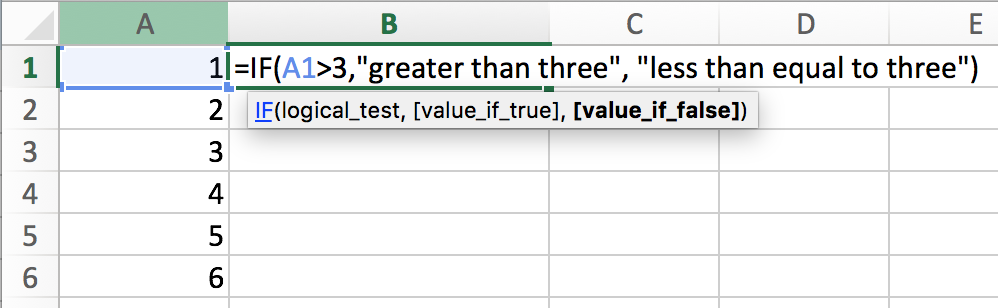 A B C D E
1 1 =IF(A1>3,"greater than three", "less than equal to three")
2 2 IF(logical_test, [value_if_true], [value_if_false])
3 3
4 4
5 5
6 6